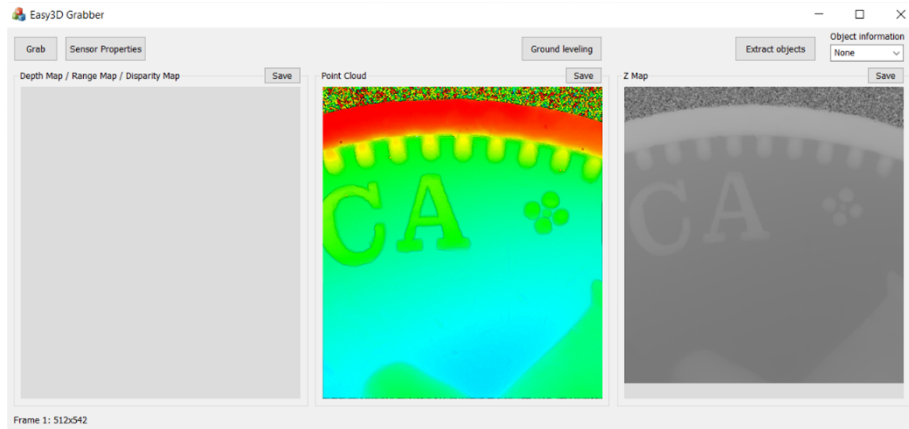 Easy3D Grabber
Grab
Sensor Properties
Ground leveling
Extract objects
Object information
None
Depth Map / Range Map / Disparity Map
Save
Point Cloud
Save
Z Map
Save
CA
CA
Frame 1: 512x542